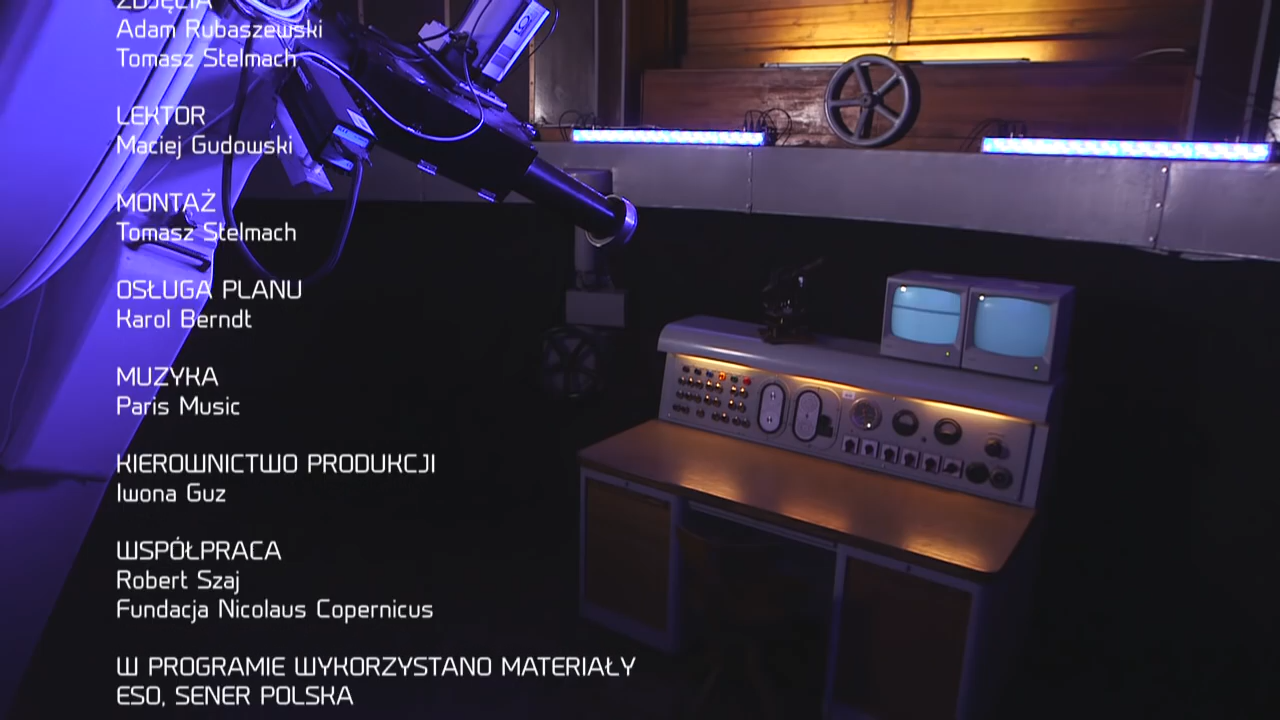 ZDJĘCIA
Adam Rubaszewski
Tomasz Stelmach
LEKTOR
Maciej Gudowski
MONTAŻ
Tomasz Stelmach
OSŁUGA PLANU
Karol Berndt
MUZYKA
Paris Music
KIEROWNICTWO PRODUKCJI
Iwona Guz
WSPÓŁPRACA
Robert Szaj
Fundacja Nicolaus Copernicus
W PROGRAMIE WYKORZYSTANO MATERIAŁY
ESO, SENER POLSKA